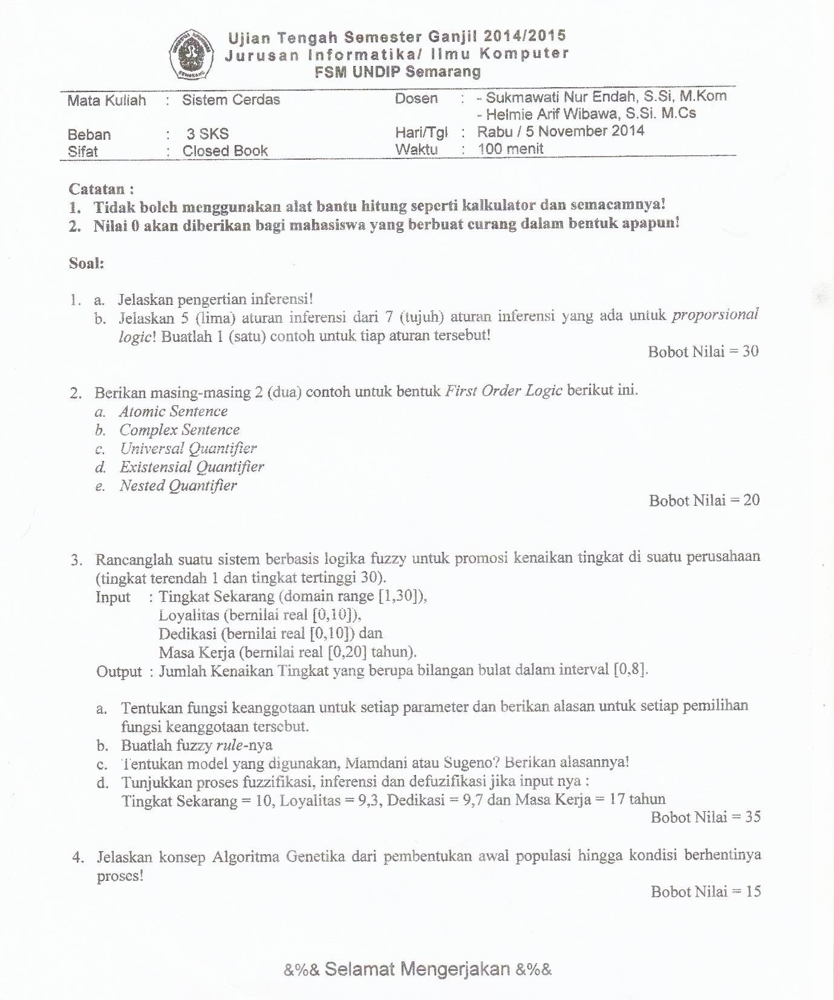 Ujian Tengah Semester Ganjil 2014/2015
Jurusan Informatika/ Ilmu Komputer
FSM UNDIP Semarang
Mata Kuliah : Sistem Cerdas Dosen : - Sukmawati Nur Endah, S.Si, M.Kom
- Helmie Arif Wibawa, S.Si. M.Cs
Beban : 3 SKS Hari/Tgl : Rabu / 5 November 2014
Sifat : Closed Book Waktu : 100 menit
Catatan :
1. Tidak boleh menggunakan alat bantu hitung seperti kalkulator dan semacamnya!
2. Nilai 0 akan diberikan bagi mahasiswa yang berbuat curang dalam bentuk apapun!
Soal:
1. a. Jelaskan pengertian inferensi!
b. Jelaskan 5 (lima) aturan inferensi dari 7 (tujuh) aturan inferensi yang ada untuk proporsional
logic! Buatlah 1 (satu) contoh untuk tiap aturan tersebut!
Bobot Nilai = 30
2. Berikan masing-masing 2 (dua) contoh untuk bentuk First Order Logic berikut ini.
a. Atomic Sentence
b. Complex Sentence
c. Universal Quantifier
d. Existensial Quantifier
e. Nested Quantifier
Bobot Nilai = 20
3. Rancanglah suatu sistem berbasis logika fuzzy untuk promosi kenaikan tingkat di suatu perusahaan
(tingkat terendah 1 dan tingkat tertinggi 30).
Input : Tingkat Sekarang (domain range [1,30]),
Loyalitas (bernilai real [0,10]),
Dedikasi (bernilai real [0,10]) dan
Masa Kerja (bernilai real [0,20] tahun).
Output : Jumlah Kenaikan Tingkat yang berupa bilangan bulat dalam interval [0,8].
a. Tentukan fungsi keanggotaan untuk setiap parameter dan berikan alasan untuk setiap pemilihan
fungsi keanggotaan tersebut.
b. Buatlah fuzzy rule-nya
c. Tentukan model yang digunakan, Mamdani atau Sugeno? Berikan alasannya!
d. Tunjukkan proses fuzzifikasi, inferensi dan defuzifikasi jika input nya :
Tingkat Sekarang = 10, Loyalitas = 9,3, Dedikasi = 9,7 dan Masa Kerja = 17 tahun
Bobot Nilai = 35
4. Jelaskan konsep Algoritma Genetika dari pembentukan awal populasi hingga kondisi berhentinya
proses!
Bobot Nilai = 15
&%& Selamat Mengerjakan &%&